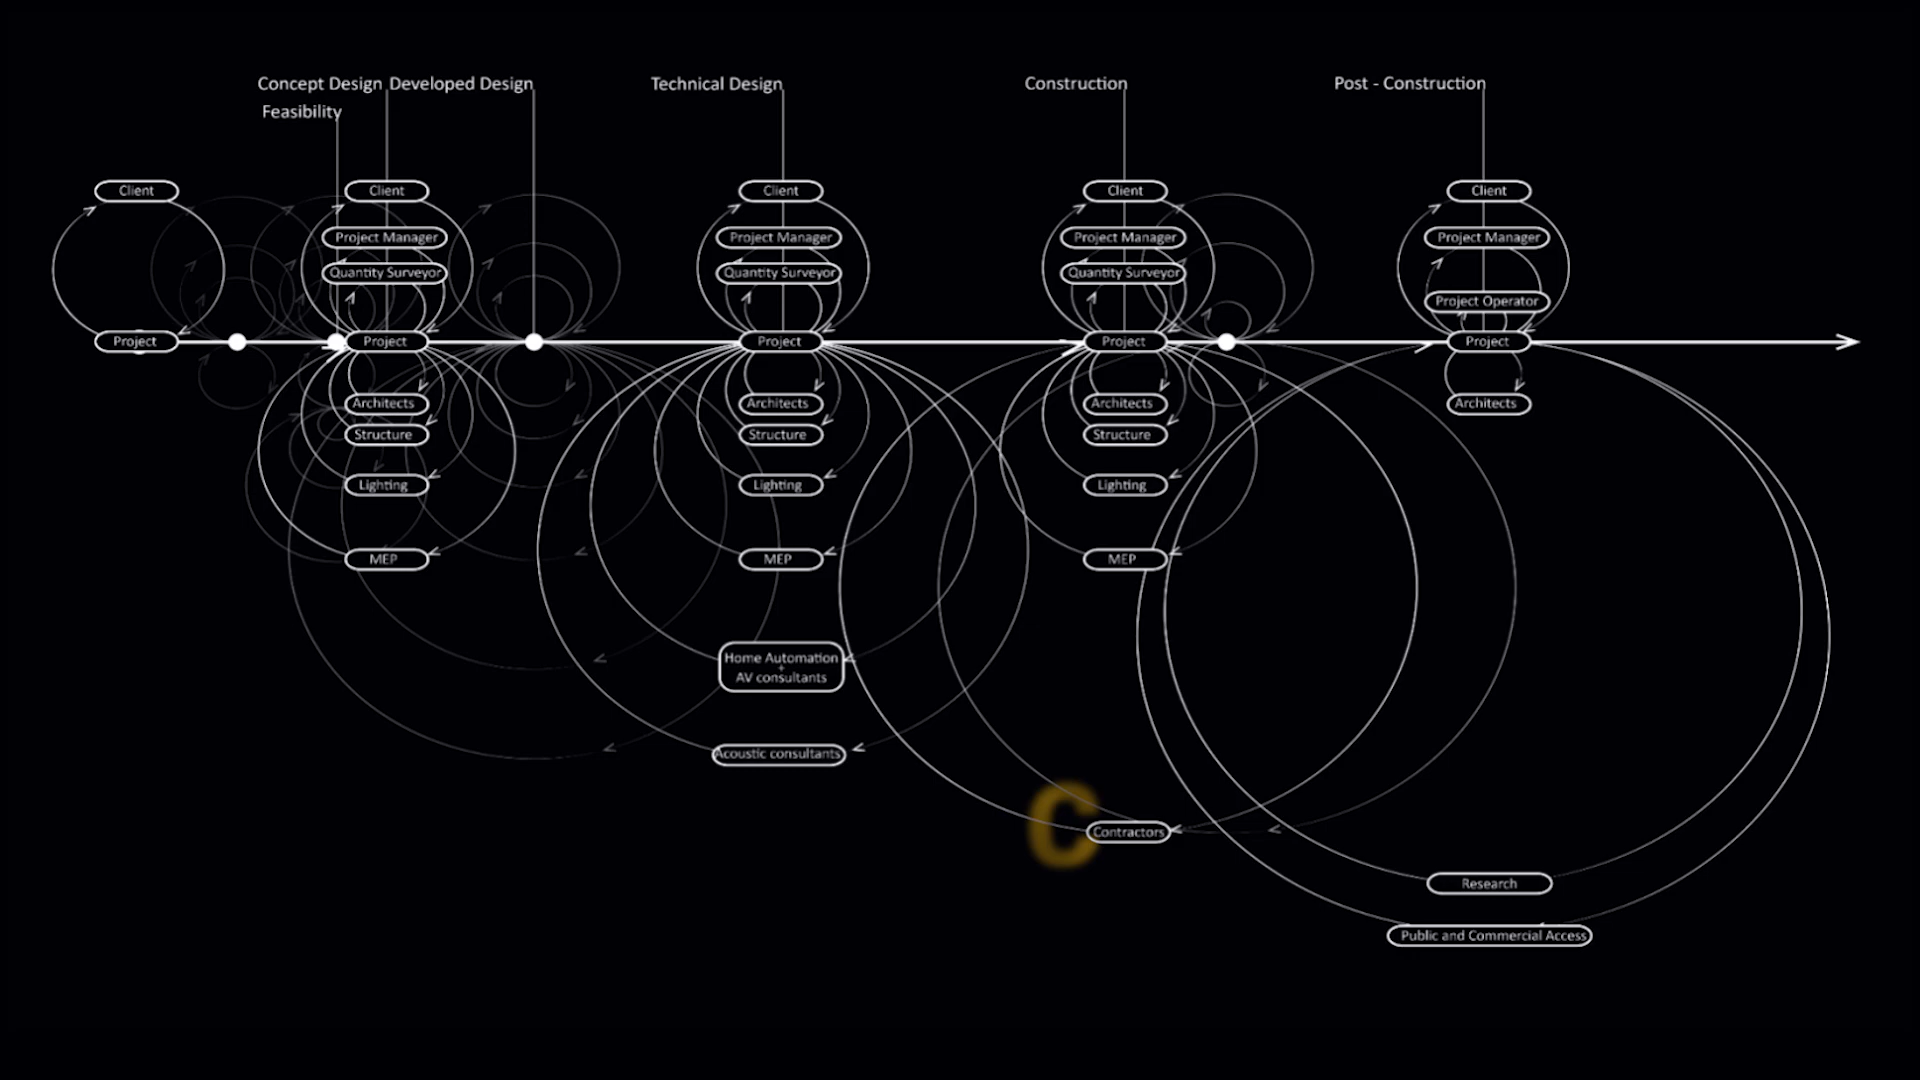 Concept Design Developed Design Technical Design Construction Post - Construction
Feasibility
Client Client Client Client Client
Project Manager Project Manager Project Manager Project Manager
Quantity Surveyor Quantity Surveyor Quantity Surveyor
Project Operator
Project Project Project Project Project
Architects Architects Architects Architects
Structure Structure Structure
Lighting Lighting Lighting
MEP MEP MEP
Home Automation
+
AV consultants
Acoustic consultants
C
Contractors
Research
Public and Commercial Access